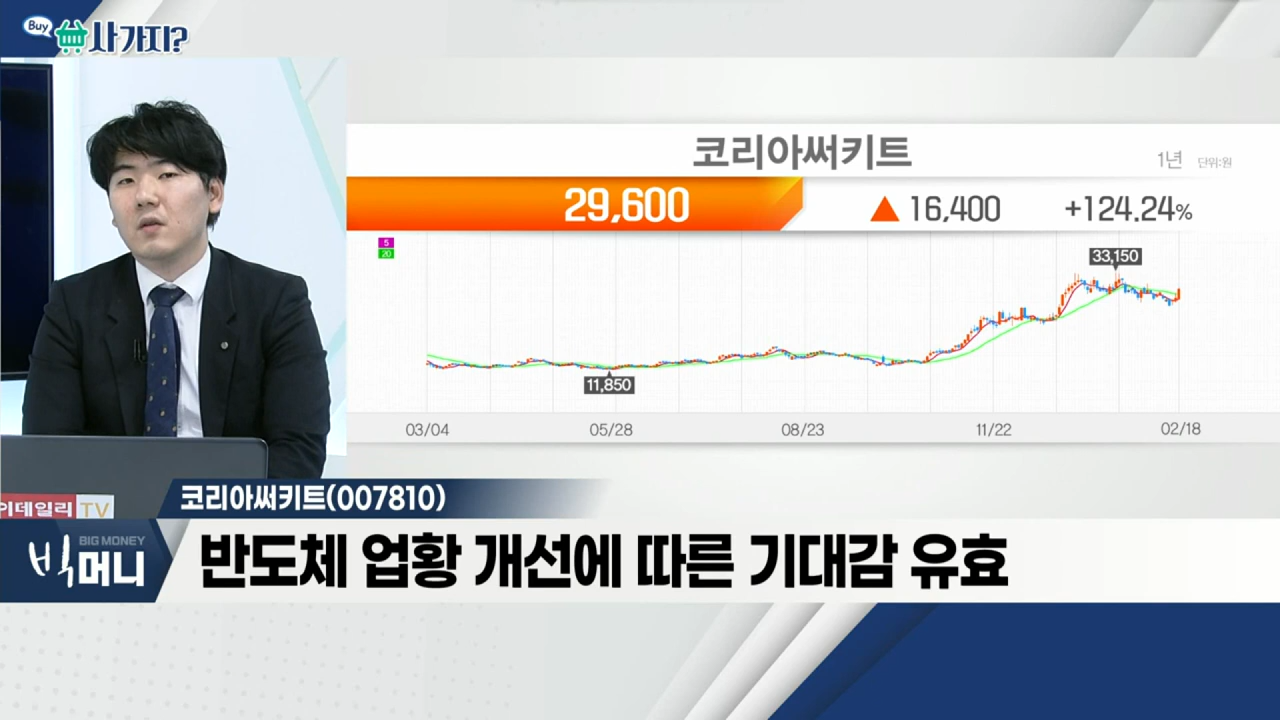 Buy
사가지?
코리아써키트
1년 단위:원
29,600
▲ 16,400 +124.24%
5
20
33,150
11,850
03/04 05/28 08/23 11/22 02/18
코리아써키트(007810)
이데일리 TV
BIG MONEY
빅머니
반도체 업황 개선에 따른 기대감 유효